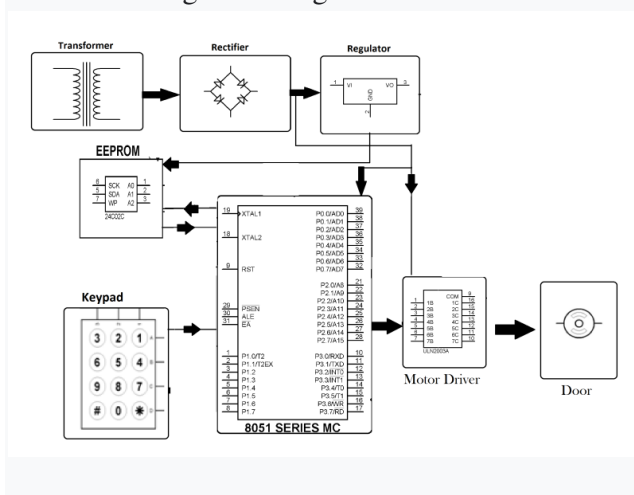 Transformer
Rectifier
Regulator
1 VI VO 3
GND
2
EEPROM
6 SCK A0 1
5 SDA A1 2
7 WP A2 3
24C02C
19 XTAL1
18 XTAL2
9 RST
29 PSEN
30 ALE
31 EA
1 P1.0/T2
2 P1.1/T2EX
3 P1.2
4 P1.3
5 P1.4
6 P1.5
7 P1.6
8 P1.7
P0.0/AD0 39
P0.1/AD1 38
P0.2/AD2 37
P0.3/AD3 36
P0.4/AD4 35
P0.5/AD5 34
P0.6/AD6 33
P0.7/AD7 32
P2.0/A8 21
P2.1/A9 22
P2.2/A10 23
P2.3/A11 24
P2.4/A12 25
P2.5/A13 26
P2.6/A14 27
P2.7/A15 28
P3.0/RXD 10
P3.1/TXD 11
P3.2/INT0 12
P3.3/INT1 13
P3.4/T0 14
P3.5/T1 15
P3.6/WR 16
P3.7/RD 17
8051 SERIES MC
Keypad
3 2 1 A
6 5 4 B
9 8 7 C
# 0 * D
COM 9
1 1B 1C 16
2 2B 2C 15
3 3B 3C 14
4 4B 4C 13
5 5B 5C 12
6 6B 6C 11
7 7B 7C 10
ULN2003A
Motor Driver
Door